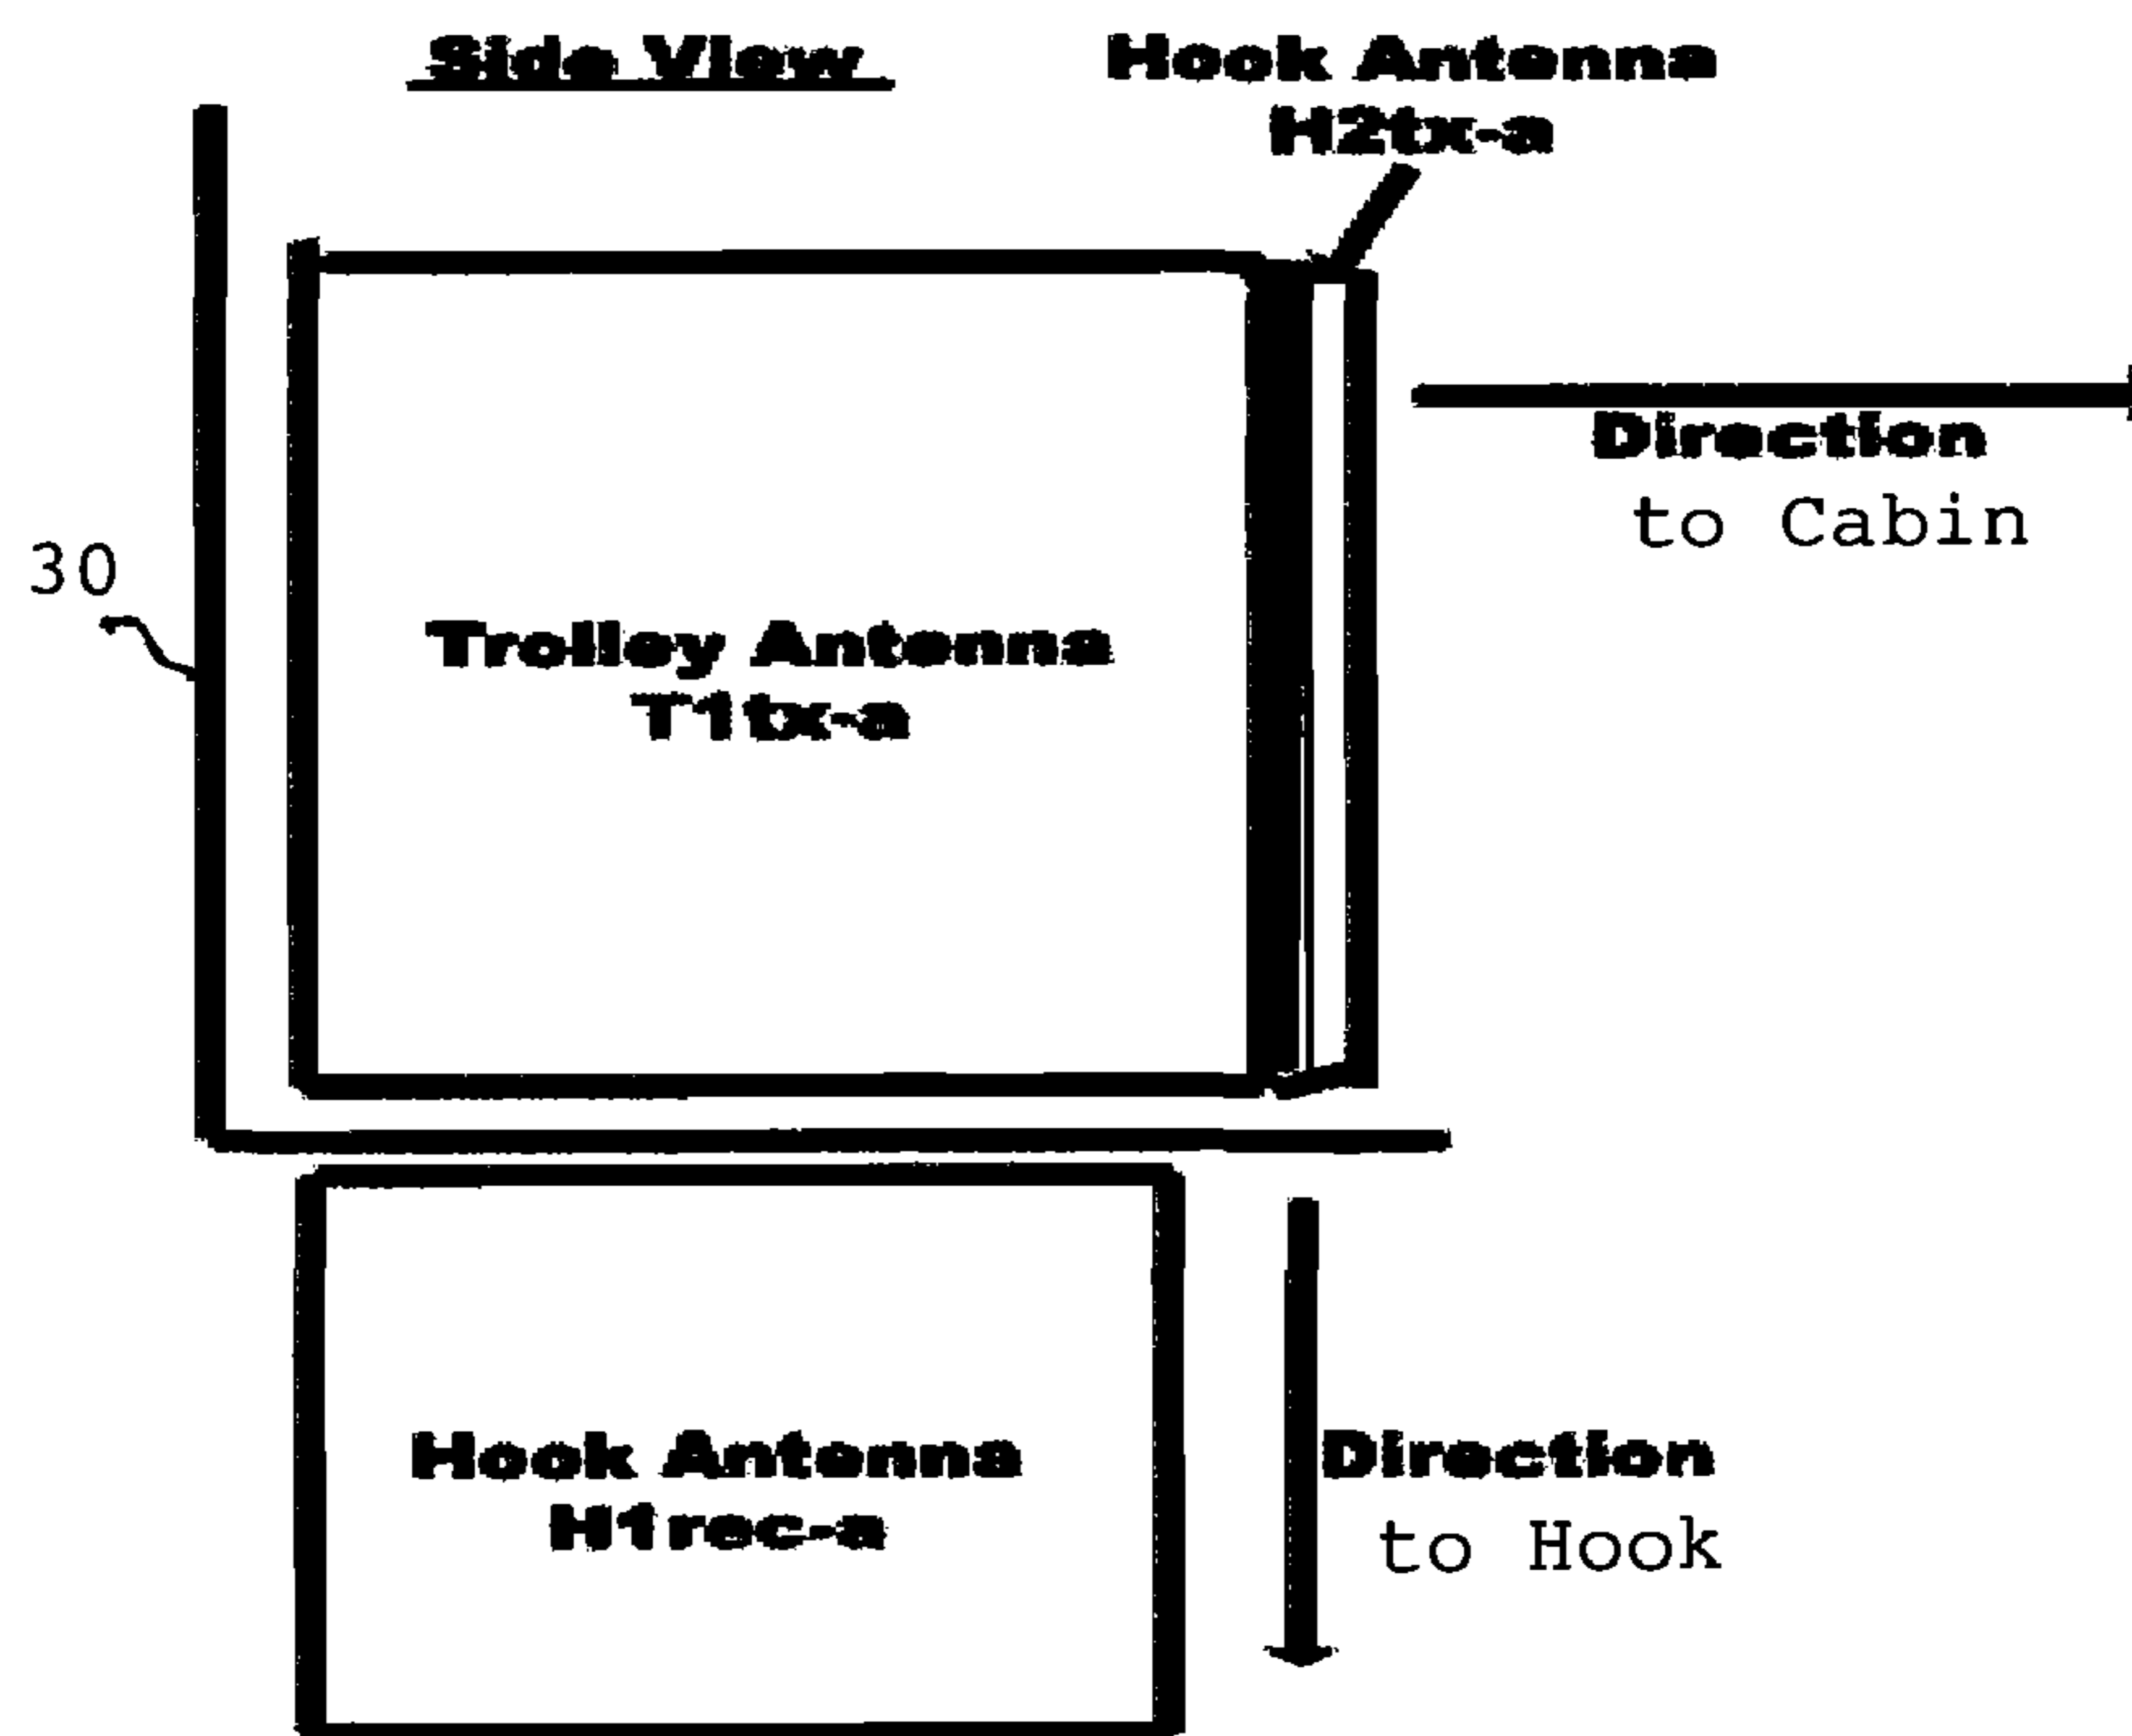 Side View
Hook Antenna
H2tx-a
Direction
to Cabin
30
Trolley Antenna
T1tx-a
Hook Antenna
H1rec-a
Direction
to Hook